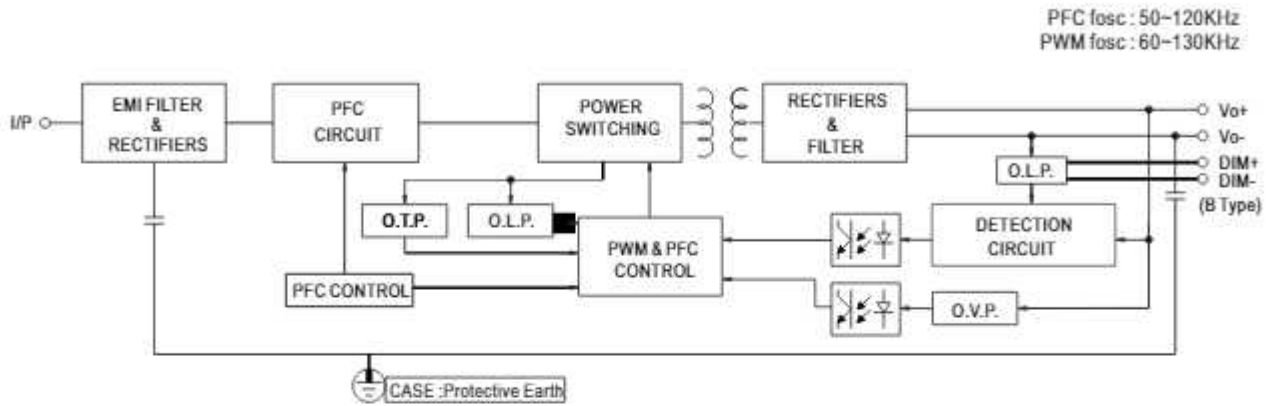 PFC fosc : 50~120KHz
PWM fosc : 60~130KHz
I/P
EMI FILTER
&
RECTIFIERS
PFC
CIRCUIT
POWER
SWITCHING
RECTIFIERS
&
FILTER
Vo+
Vo-
DIM+
DIM-
(B Type)
O.L.P.
O.T.P.
O.L.P.
PWM & PFC
CONTROL
DETECTION
CIRCUIT
PFC CONTROL
O.V.P.
CASE :Protective Earth